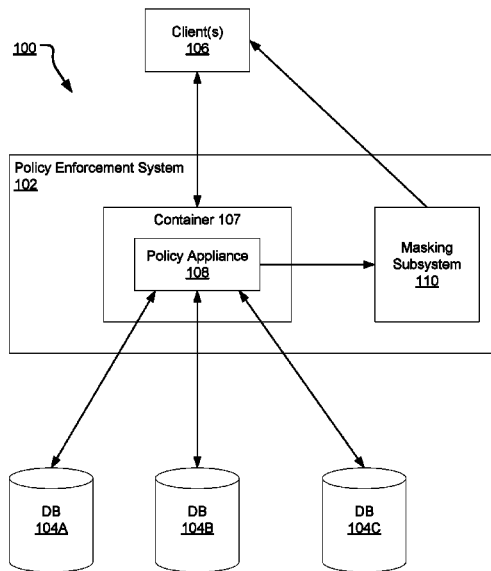 100
Client(s)
106
Policy Enforcement System
102
Container 107
Policy Appliance
108
Masking
Subsystem
110
DB
104A
DB
104B
DB
104C